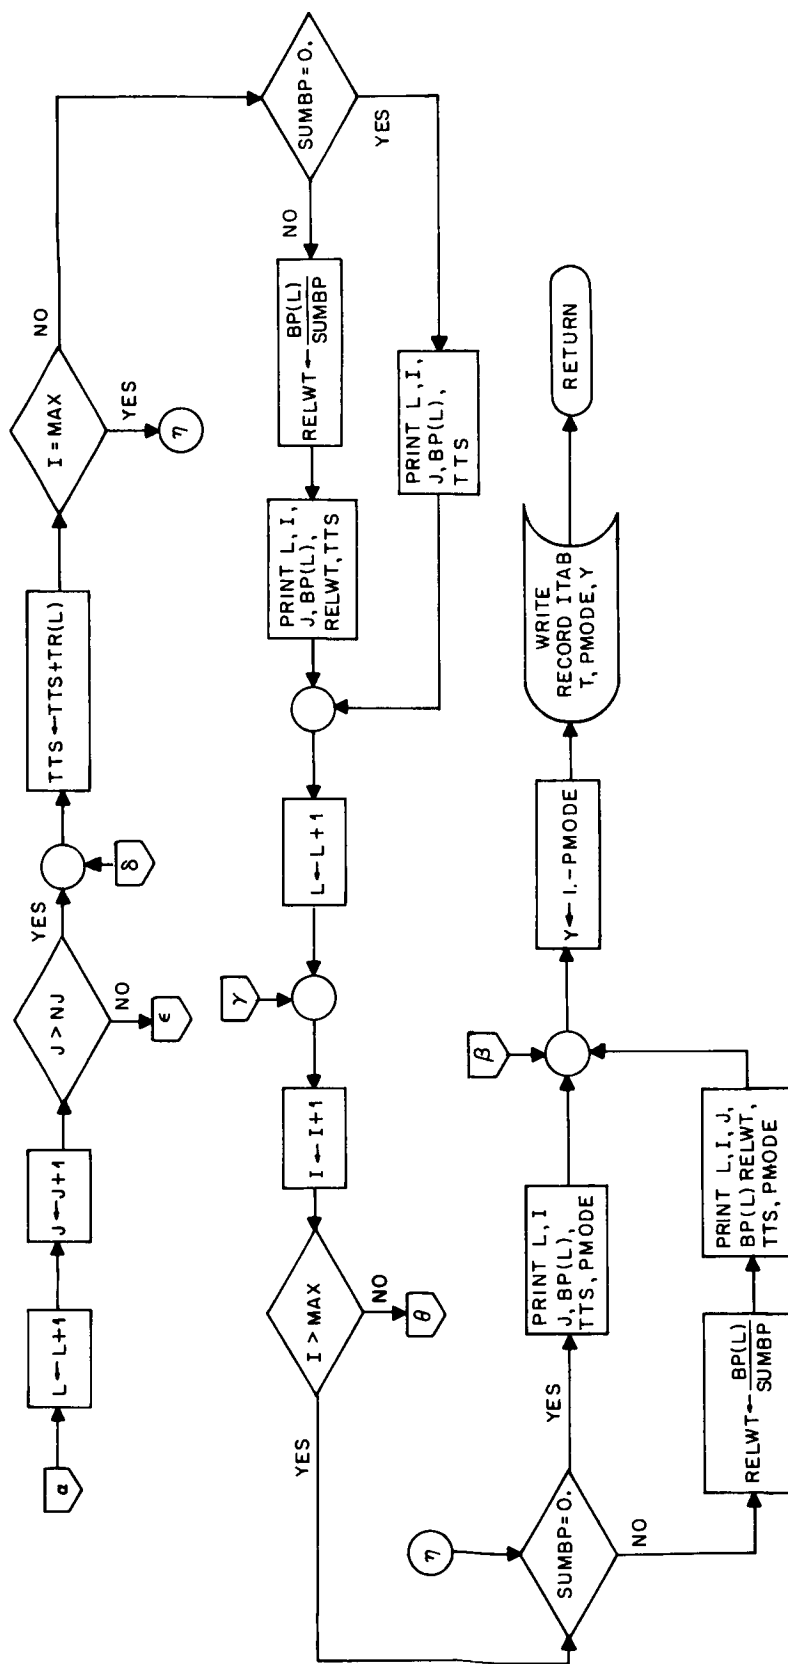 α
L←L+1
J←J+1
J>NJ
YES
NO
ϵ
δ
TTS←TTS+TR(L)
I=MAX
NO
YES
η
SUMBP=0.
NO
YES
RELWT← BP(L)
SUMBP
PRINT L,I,
J,BP(L),
RELWT,TTS
PRINT L,I,
J,BP(L),
TTS
L←L+1
γ
I←I+1
I>MAX
NO
θ
YES
η
SUMBP=0.
YES
NO
PRINT L,I
J,BP(L),
TTS,PMODE
RELWT← BP(L)
SUMBP
PRINT L,I,J,
BP(L)RELWT,
TTS,PMODE
β
Y←1.-PMODE
WRITE
RECORD ITAB
T,PMODE,Y
RETURN